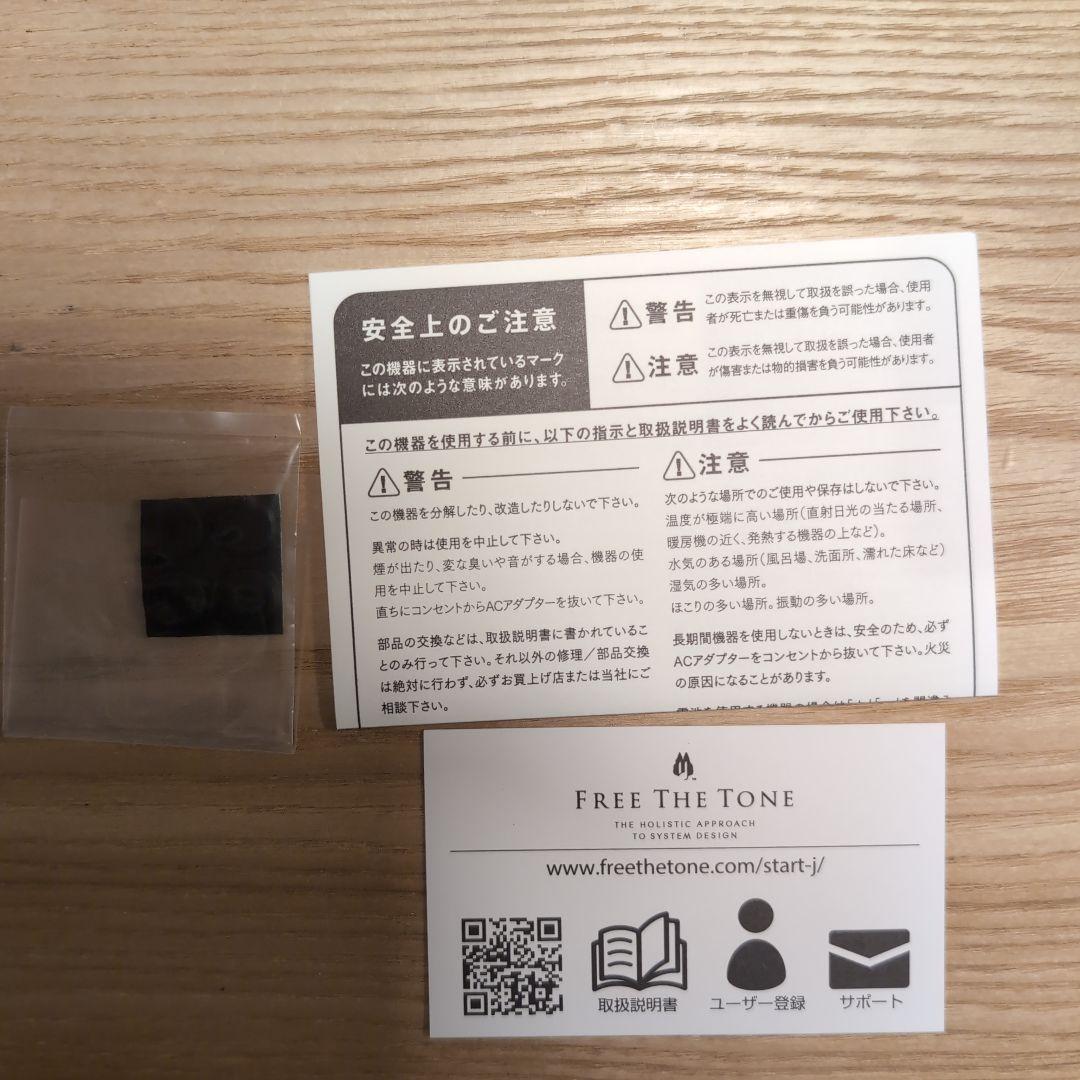 安全上のご注意
この機器に表示されているマーク
には次のような意味があります。
警告
この表示を無視して取扱を誤った場合、使用
者が死亡または重傷を負う可能性があります。
注意
この表示を無視して取扱を誤った場合、使用者
が傷害または物的損害を負う可能性があります。
この機器を使用する前に、以下の指示と取扱説明書をよく読んでからご使用下さい。
警告
この機器を分解したり、改造したりしないで下さい。
異常の時は使用を中止して下さい。
煙が出たり、変な臭いや音がする場合、機器の使
用を中止して下さい。
直ちにコンセントからACアダプターを抜いて下さい。
部品の交換などは、取扱説明書に書かれているこ
とのみ行って下さい。それ以外の修理／部品交換
は絶対に行わず、必ずお買上げ店または当社にご
相談下さい。
注意
次のような場所でのご使用や保存はしないで下さい。
温度が極端に高い場所（直射日光の当たる場所、
暖房機の近く、発熱する機器の上など）。
水気のある場所（風呂場、洗面所、濡れた床など）
湿気の多い場所。
ほこりの多い場所。振動の多い場所。
長期間機器を使用しないときは、安全のため、必ず
ACアダプターをコンセントから抜いて下さい。火災
の原因になることがあります。
FREE THE TONE
THE HOLISTIC APPROACH
TO SYSTEM DESIGN
www.freethetone.com/start-j/
取扱説明書
ユーザー登録
サポート